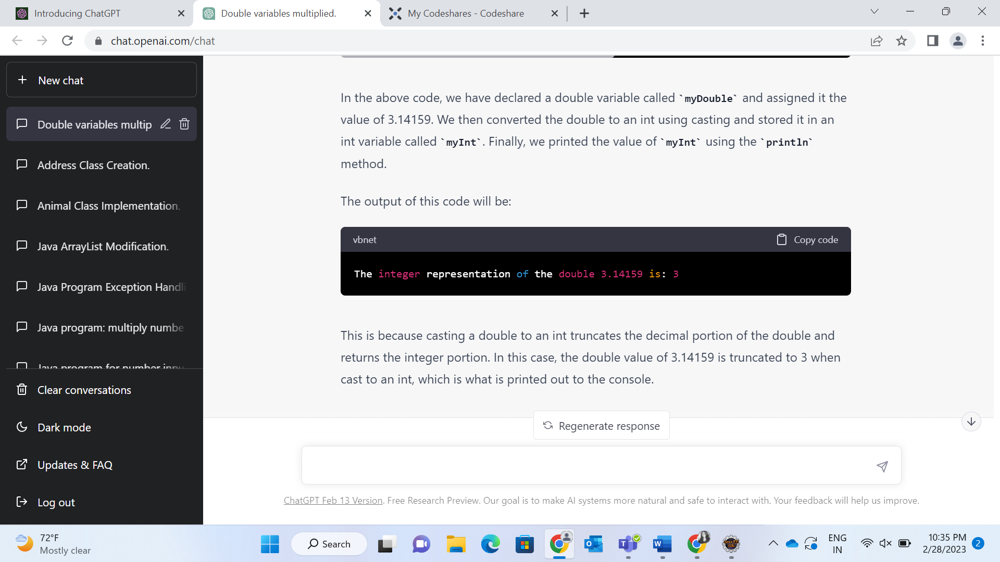 Introducing ChatGPT
Double variables multiplied.
My Codeshares - Codeshare
chat.openai.com/chat
New chat
Double variables multip
Address Class Creation.
Animal Class Implementation.
Java ArrayList Modification.
Java Program Exception Handli
Java program: multiply numbe
Java program for number inpu
Clear conversations
Dark mode
Updates & FAQ
Log out
In the above code, we have declared a double variable called `myDouble` and assigned it the
value of 3.14159. We then converted the double to an int using casting and stored it in an
int variable called `myInt`. Finally, we printed the value of `myInt` using the `println`
method.
The output of this code will be:
vbnet
Copy code
The integer representation of the double 3.14159 is: 3
This is because casting a double to an int truncates the decimal portion of the double and
returns the integer portion. In this case, the double value of 3.14159 is truncated to 3 when
cast to an int, which is what is printed out to the console.
Regenerate response
ChatGPT Feb 13 Version. Free Research Preview. Our goal is to make AI systems more natural and safe to interact with. Your feedback will help us improve.
72°F
Mostly clear
Search
ENG
IN
10:35 PM
2/28/2023
2